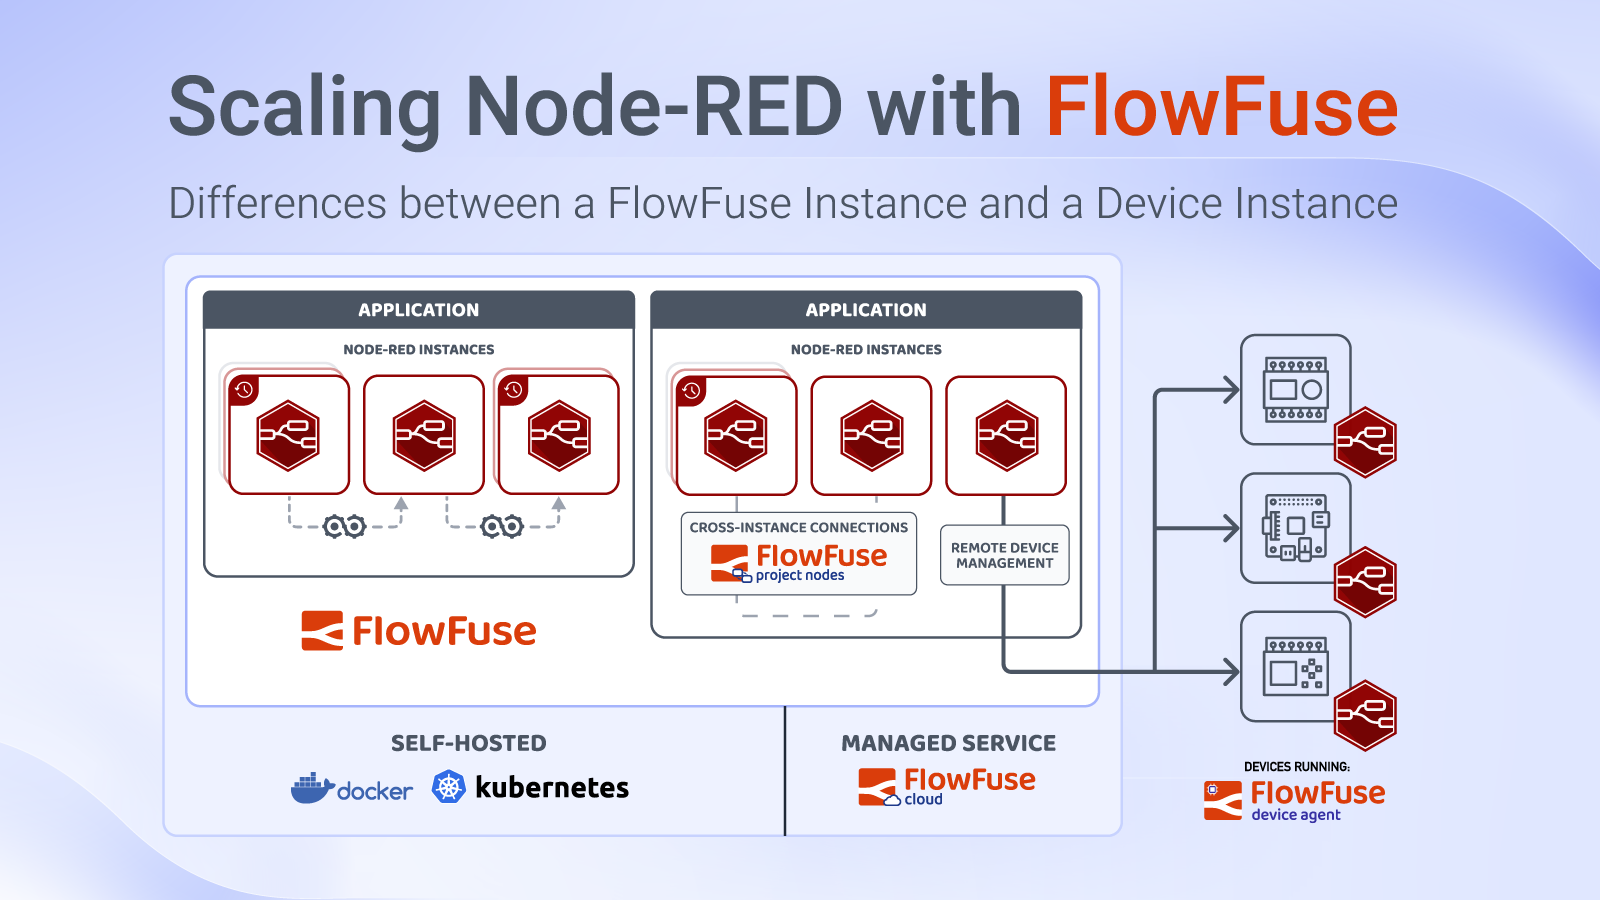 Scaling Node-RED with FlowFuse
Differences between a FlowFuse Instance and a Device Instance
APPLICATION
NODE-RED INSTANCES
APPLICATION
NODE-RED INSTANCES
CROSS-INSTANCE CONNECTIONS
FlowFuse
project nodes
REMOTE DEVICE
MANAGEMENT
FlowFuse
SELF-HOSTED
docker
kubernetes
MANAGED SERVICE
FlowFuse
cloud
DEVICES RUNNING:
FlowFuse
device agent